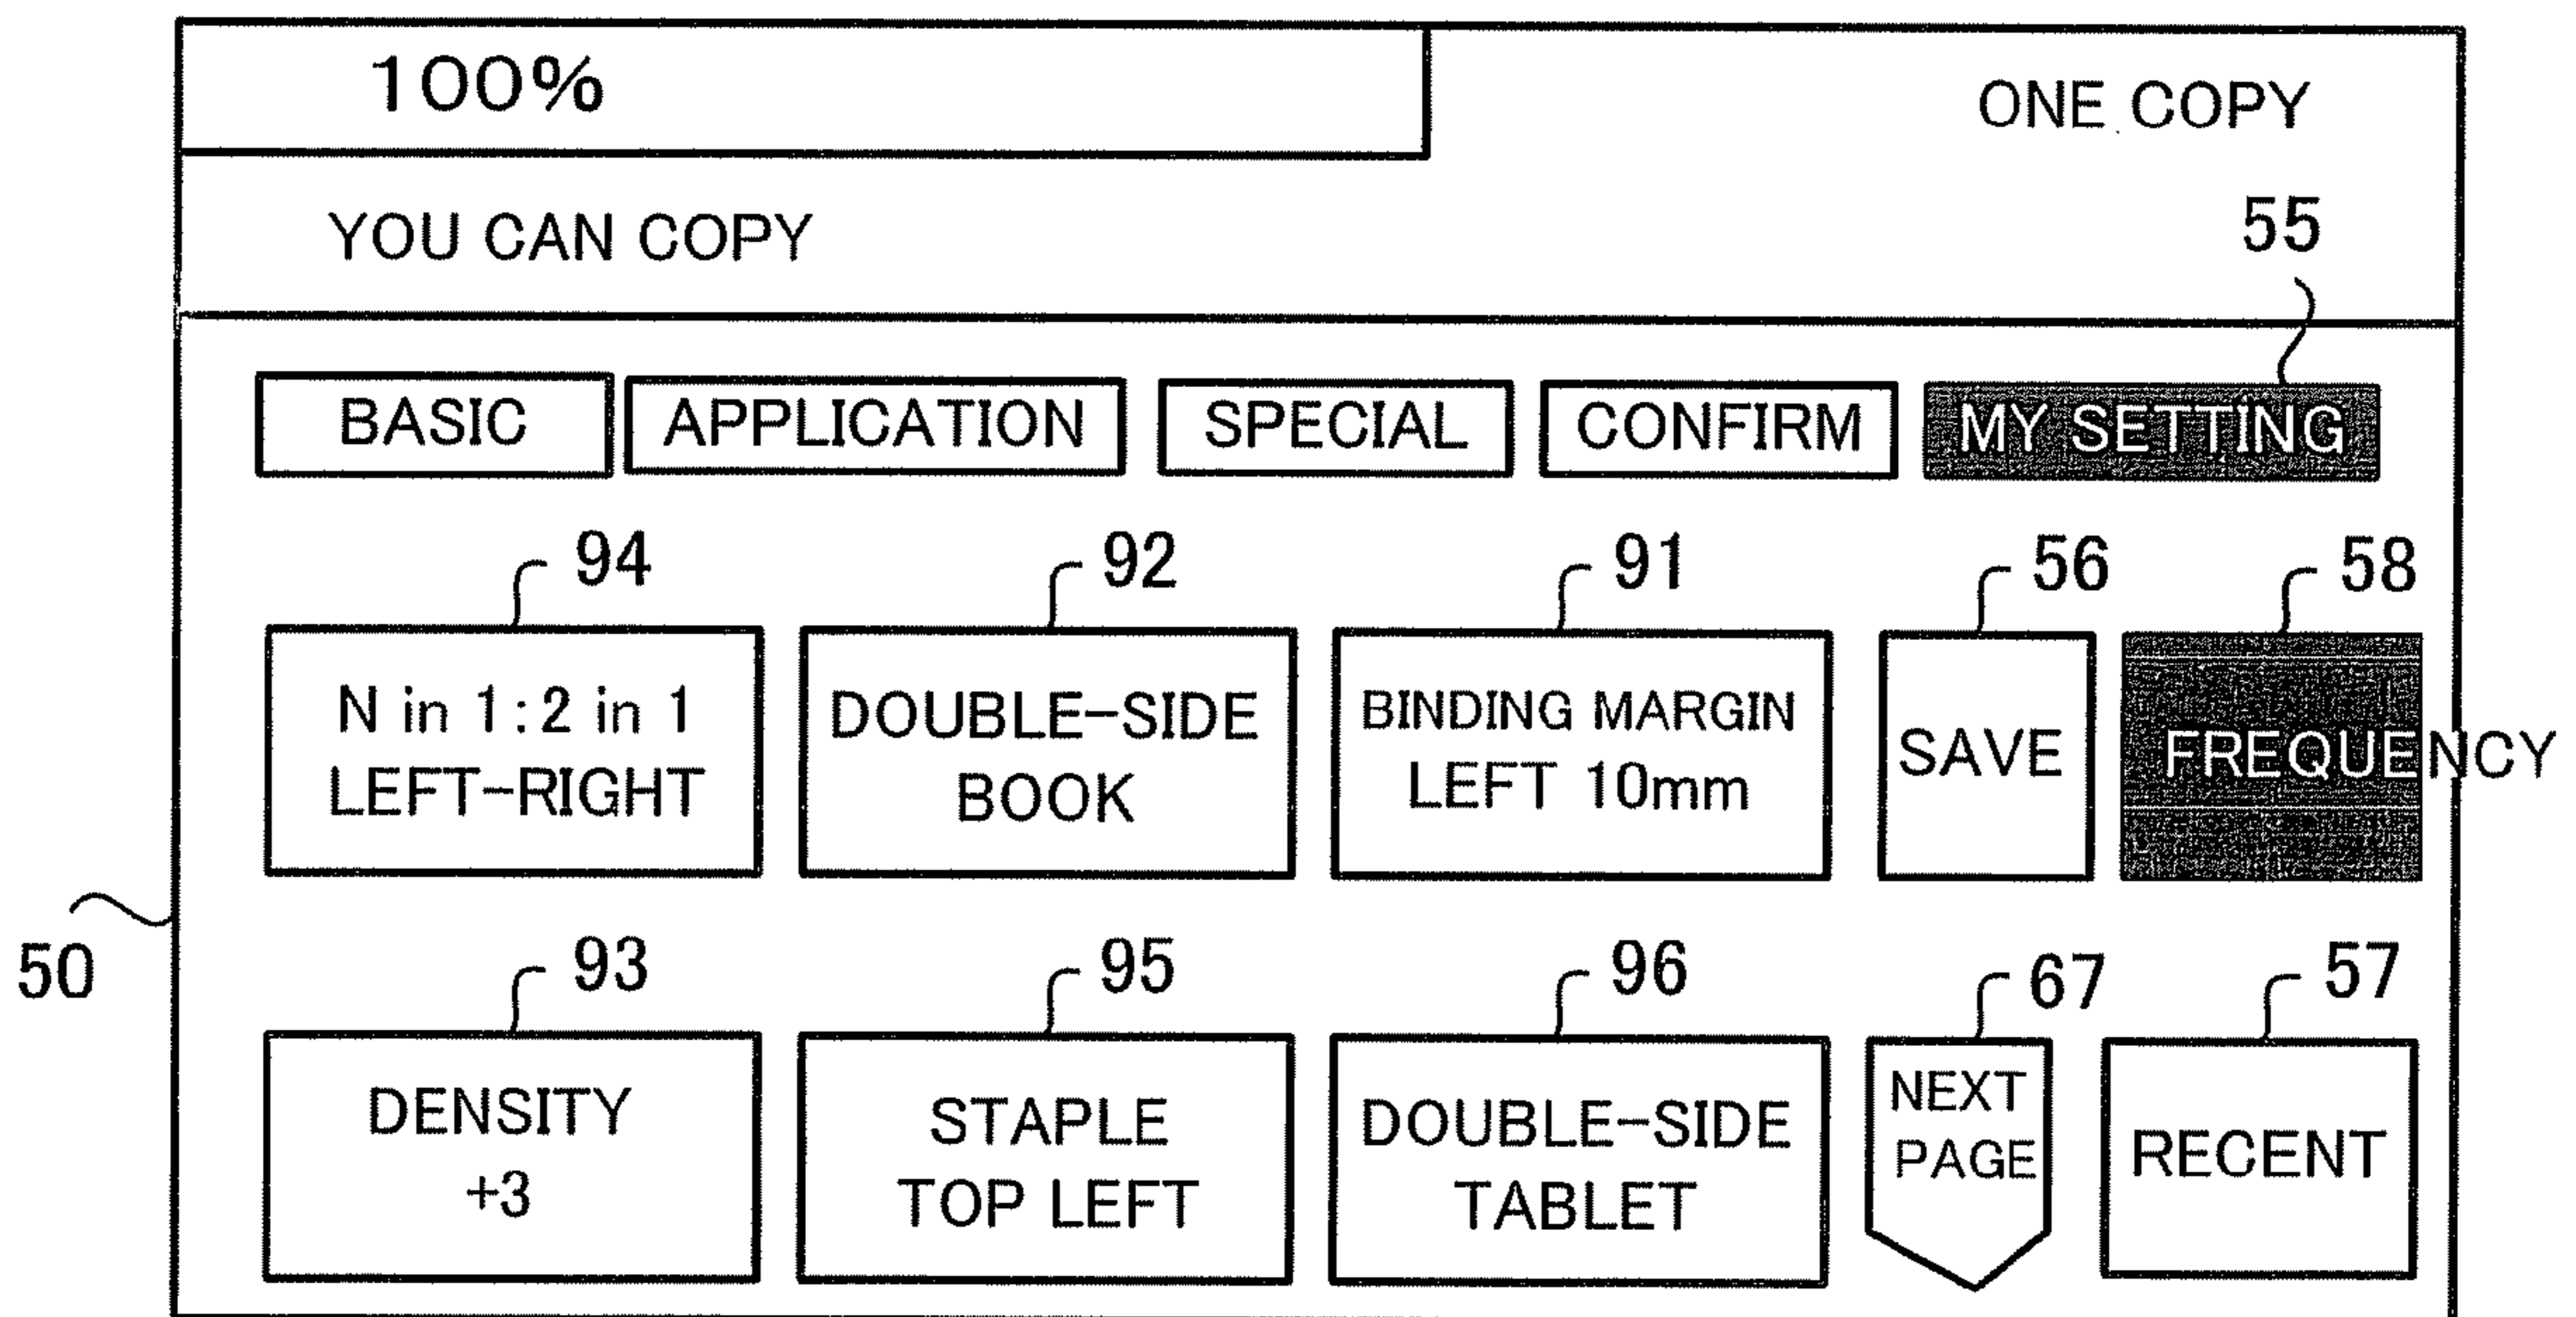 100%
ONE COPY
YOU CAN COPY
55
BASIC
APPLICATION
SPECIAL
CONFIRM
MY SETTING
94
92
91
56
58
N in 1:2 in 1
LEFT-RIGHT
DOUBLE-SIDE
BOOK
BINDING MARGIN
LEFT 10mm
SAVE
FREQUENCY
50
93
95
96
67
57
DENSITY
+3
STAPLE
TOP LEFT
DOUBLE-SIDE
TABLET
NEXT
PAGE
RECENT